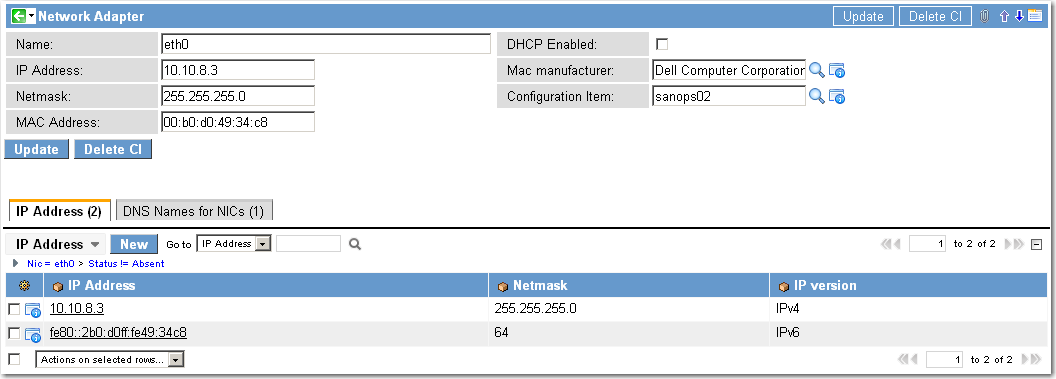 Network Adapter Update Delete CI
Name: eth0 DHCP Enabled:
IP Address: 10.10.8.3 Mac manufacturer: Dell Computer Corporation
Netmask: 255.255.255.0 Configuration Item: sanops02
MAC Address: 00:b0:d0:49:34:c8
Update Delete CI
IP Address (2) DNS Names for NICs (1)
IP Address New Go to IP Address 1 to 2 of 2
Nic = eth0 > Status != Absent
IP Address Netmask IP version
10.10.8.3 255.255.255.0 IPv4
fe80::2b0:d0ff:fe49:34c8 64 IPv6
Actions on selected rows... 1 to 2 of 2